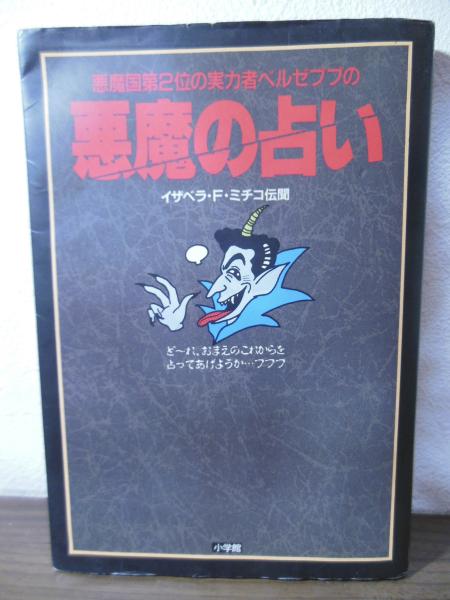 悪魔国第2位の実力者ベルゼブブの
悪魔の占い
イザベラ・F・ミチコ伝聞
ど〜れ、おまえのこれからを
占ってあげようか…フフフ
小学館